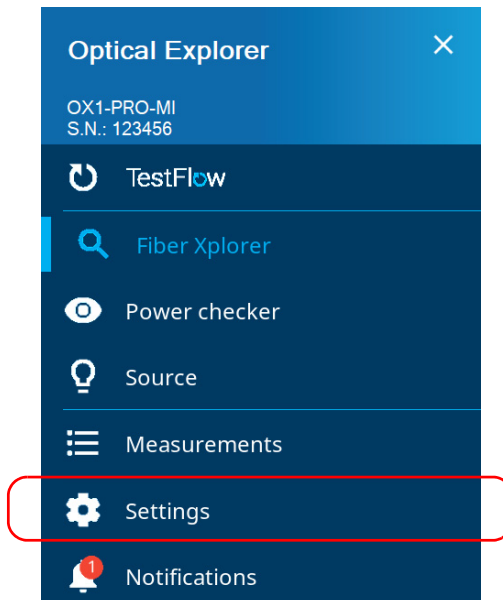 Optical Explorer
OX1-PRO-MI
S.N.: 123456
TestFlow
Fiber Xplorer
Power checker
Source
Measurements
Settings
1
Notifications